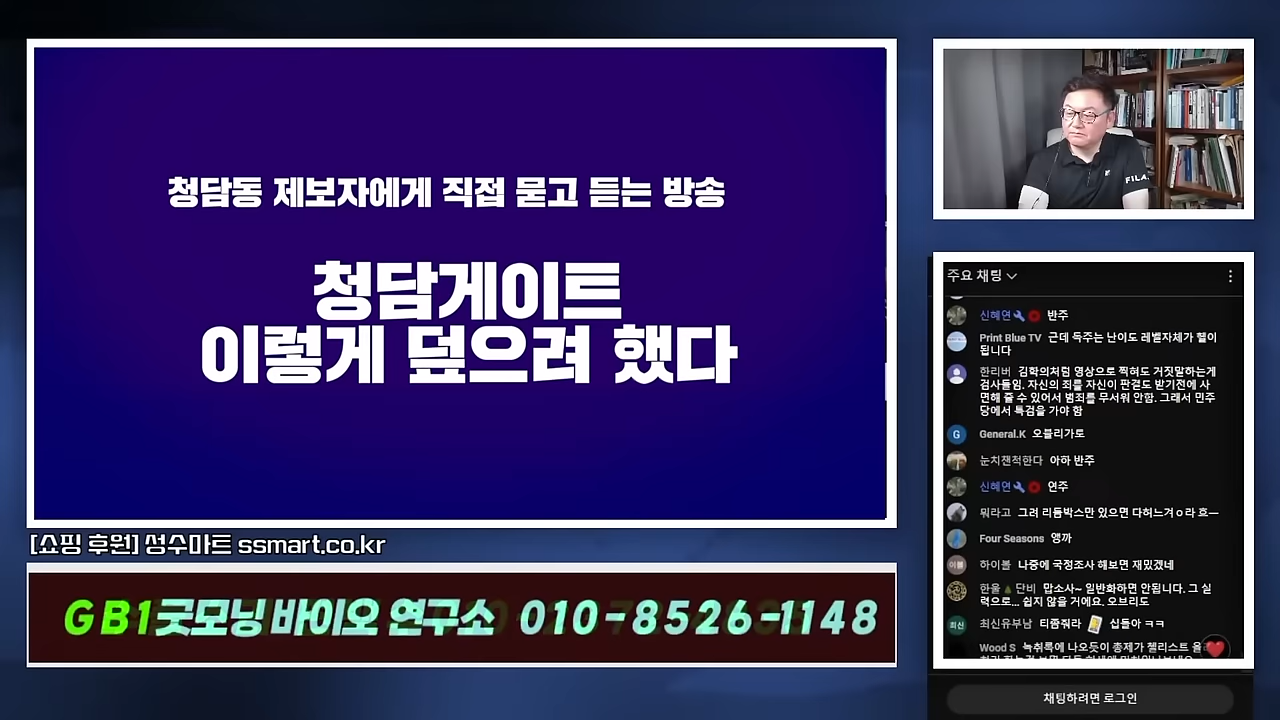 청담동 제보자에게 직접 묻고 듣는 방송
청담게이트
이렇게 덮으려 했다
[쇼핑 후원] 성수마트 ssmart.co.kr
GB1 굿모닝 바이오 연구소 010-8526-1148
FILA
주요 채팅
신혜연 반주
Print Blue TV 근데 독주는 난이도 레벨자체가 헬이
됩니다
한리버 김학의처럼 영상으로 찍혀도 거짓말하는게
검사들임. 자신의 죄를 자신이 판결도 받기전에 사
면해 줄 수 있어서 범죄를 무서워 안함. 그래서 민주
당에서 특검을 가야 함
G General.K 오블리가토
눈치잰척한다 아하 반주
신혜연 연주
뭐라고 그러 리듬박스만 있으면 다허느겨ㅇ라 흐ㅡ
Four Seasons 앵까
이롤 하이볼 나중에 국정조사 해보면 재밌겠네
한울 단비 맙소사~ 일반화하면 안됩니다. 그 실
력으로... 쉽지 않을 거에요. 오브리도
최신 최신유부남 티쯤줘라 십돌아 ㅋㅋ
Wood S 녹취록에 나오듯이 총제가 첼리스트
채팅하려면 로그인